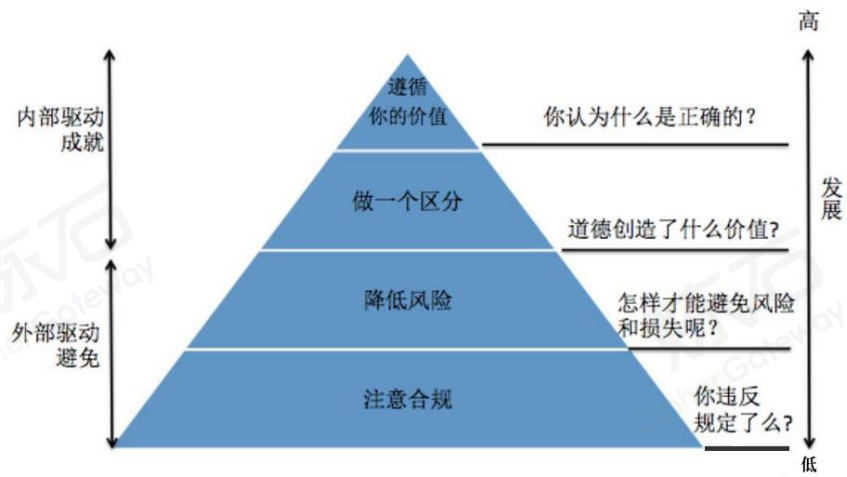 高
遵循
你的价值
内部驱动
成就
你认为什么是正确的？
做一个区分
发
展
道德创造了什么价值?
降低风险
怎样才能避免风险
和损失呢？
外部驱动
避免
注意合规
你违反
规定了么?
低